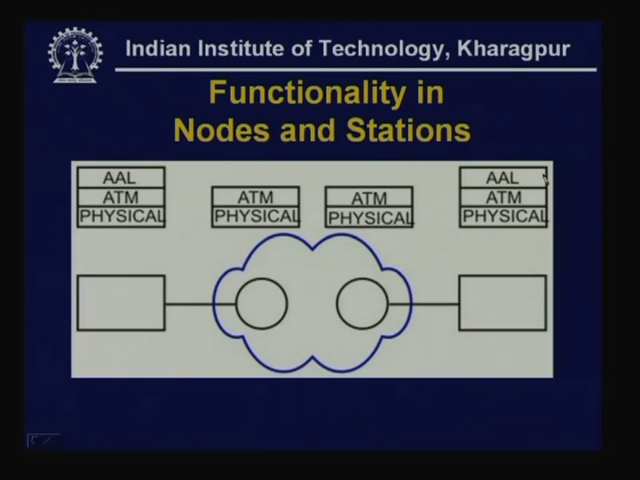 Indian Institute of Technology, Kharagpur
Functionality in
Nodes and Stations
AAL
ATM
PHYSICAL
ATM
PHYSICAL
ATM
PHYSICAL
AAL
ATM
PHYSICAL